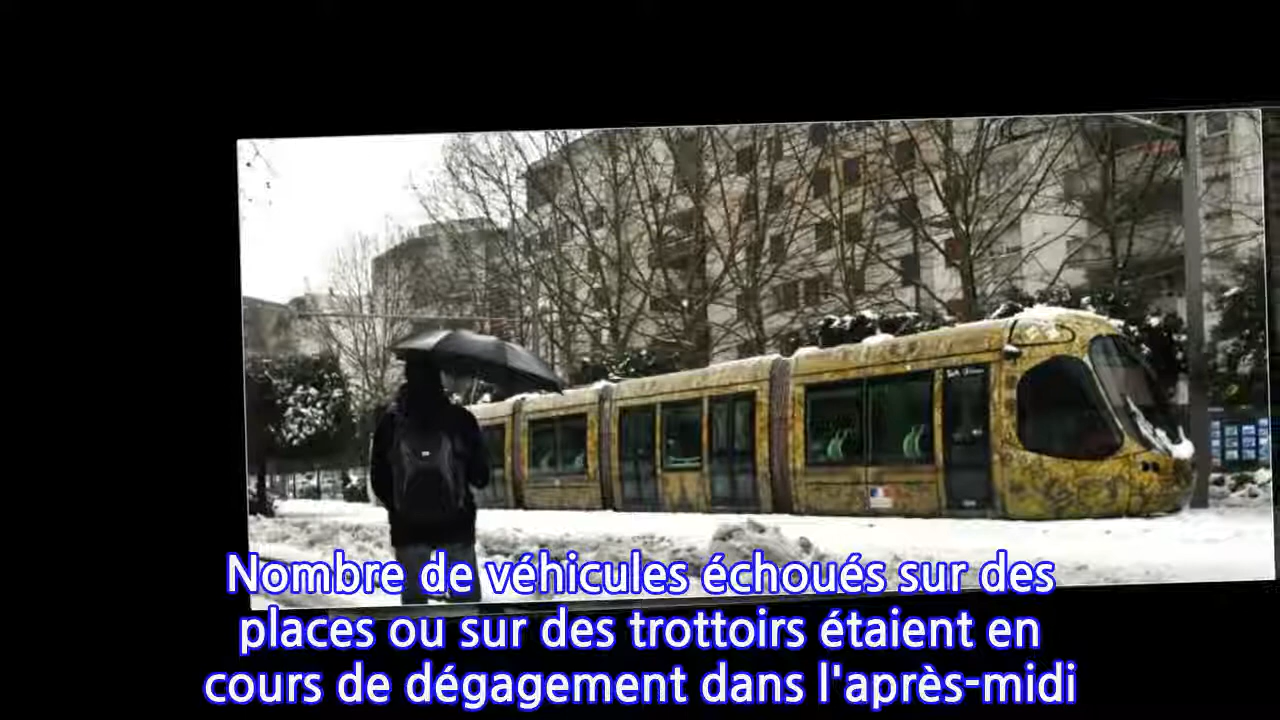 Nombre de véhicules échoués sur des
places ou sur des trottoirs étaient en
cours de dégagement dans l'après-midi